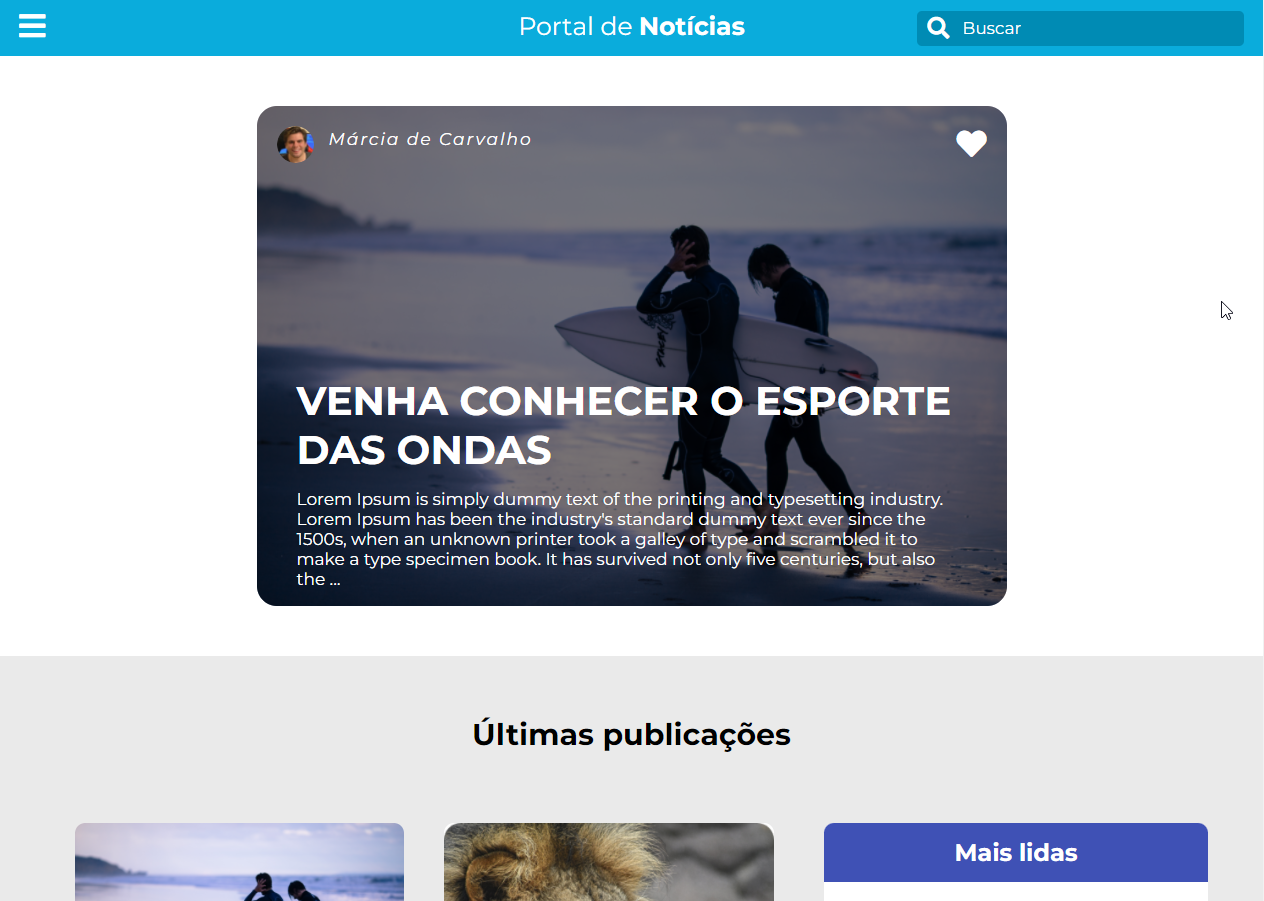 Portal de Notícias
Buscar
Márcia de Carvalho
VENHA CONHECER O ESPORTE
DAS ONDAS
Lorem Ipsum is simply dummy text of the printing and typesetting industry.
Lorem Ipsum has been the industry's standard dummy text ever since the
1500s, when an unknown printer took a galley of type and scrambled it to
make a type specimen book. It has survived not only five centuries, but also
the ...
Últimas publicações
Mais lidas